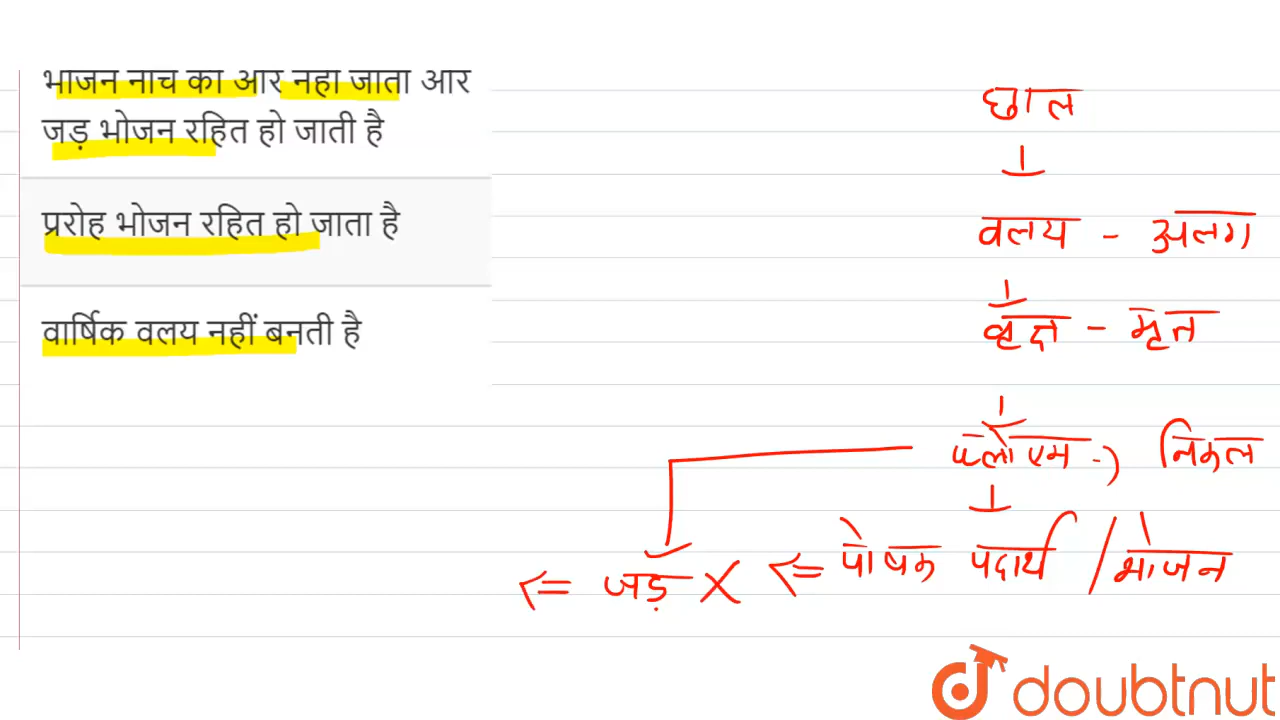 भोजन नीचे की ओर नहीं जाता और
जड़ भोजन रहित हो जाती है
प्ररोह भोजन रहित हो जाता है
वार्षिक वलय नहीं बनती है
छाल
वलय - अलग
वृक्ष - मृत
फ्लोएम -> निकल
जड़ X <= पोषक पदार्थ / भोजन
doubtnut